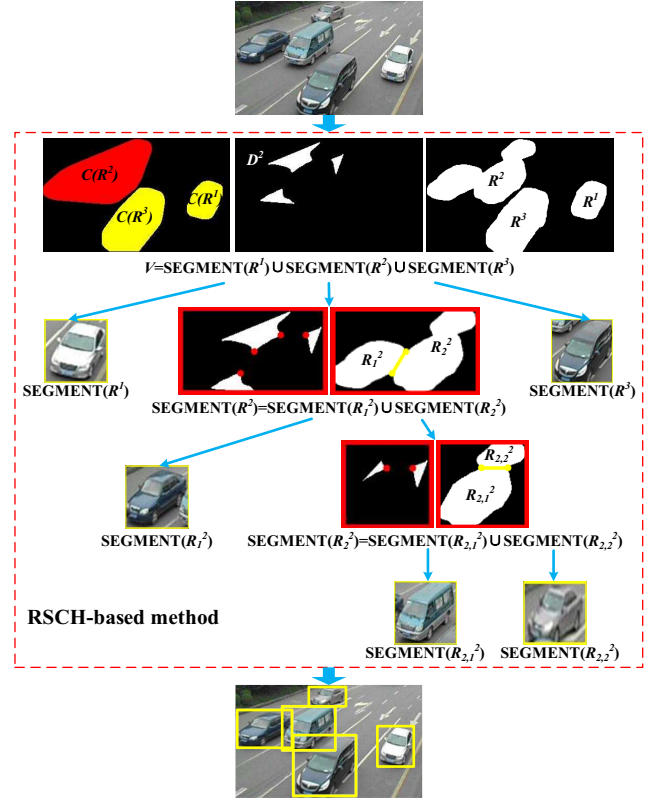 C(R²) C(R³) C(R¹) D² R² R³ R¹
V=SEGMENT(R¹)∪SEGMENT(R²)∪SEGMENT(R³)
R₁² R₂²
SEGMENT(R¹)
SEGMENT(R³)
SEGMENT(R²)=SEGMENT(R₁²)∪SEGMENT(R₂²)
R₂,₂²
R₂,₁²
SEGMENT(R₁²)
SEGMENT(R₂²)=SEGMENT(R₂,₁²)∪SEGMENT(R₂,₂²)
RSCH-based method
SEGMENT(R₂,₁²) SEGMENT(R₂,₂²)